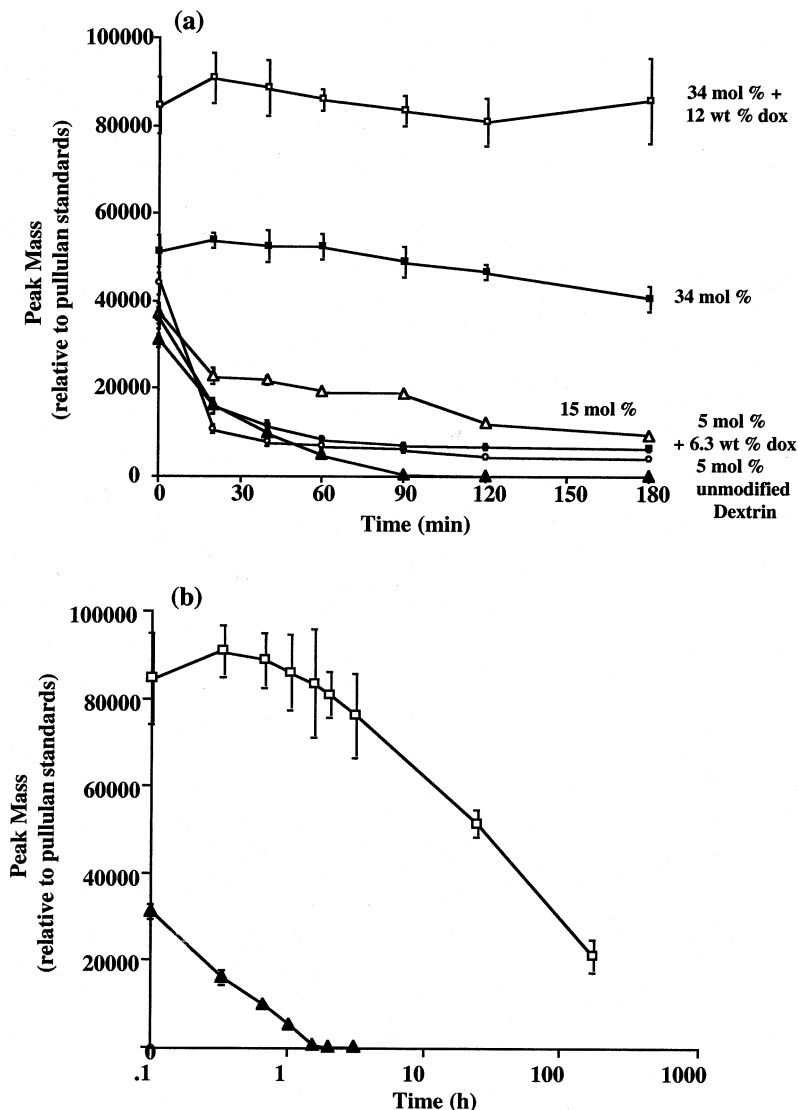 (a)
100000
80000
60000
40000
20000
0
Peak Mass
(relative to pullulan standards)
34 mol % +
12 wt % dox
34 mol %
15 mol %
5 mol %
+ 6.3 wt % dox
5 mol %
unmodified
Dextrin
0 30 60 90 120 150 180
Time (min)
(b)
100000
80000
60000
40000
20000
0
Peak Mass
(relative to pullulan standards)
.1 1 10 100 1000
Time (h)